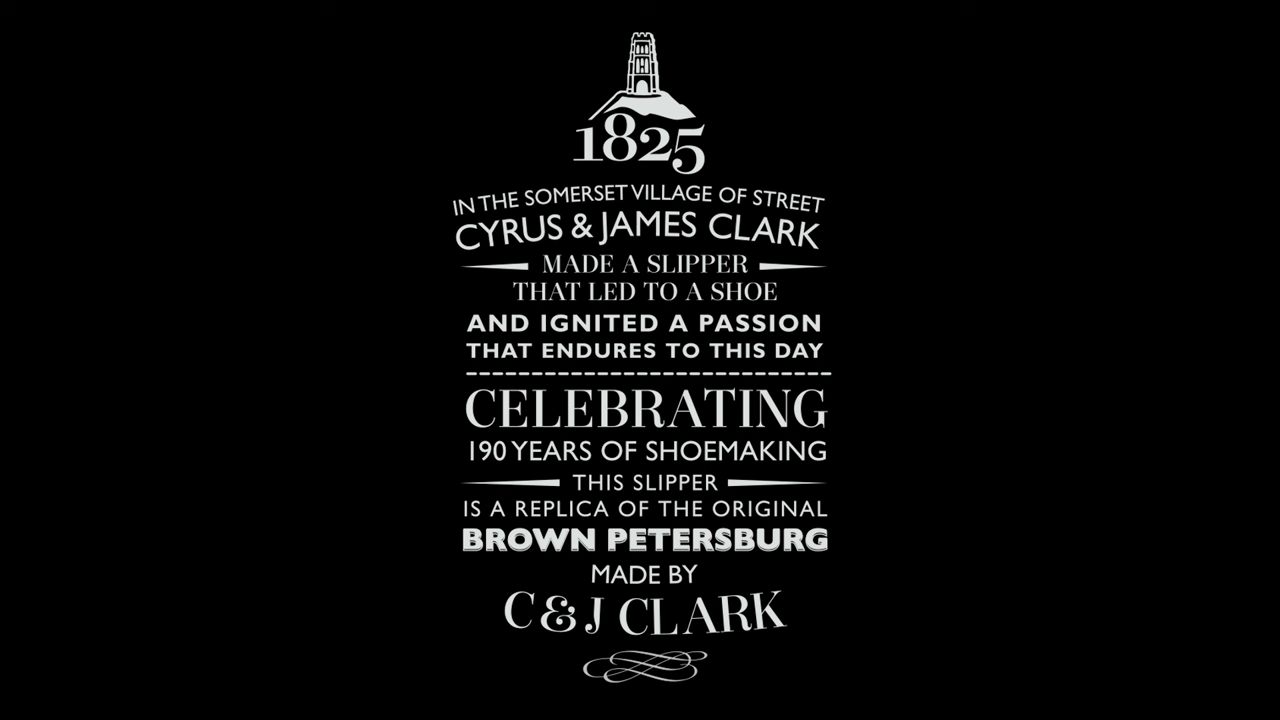 1825
IN THE SOMERSET VILLAGE OF STREET
CYRUS & JAMES CLARK
MADE A SLIPPER
THAT LED TO A SHOE
AND IGNITED A PASSION
THAT ENDURES TO THIS DAY
CELEBRATING
190 YEARS OF SHOEMAKING
THIS SLIPPER
IS A REPLICA OF THE ORIGINAL
BROWN PETERSBURG
MADE BY
C & J CLARK